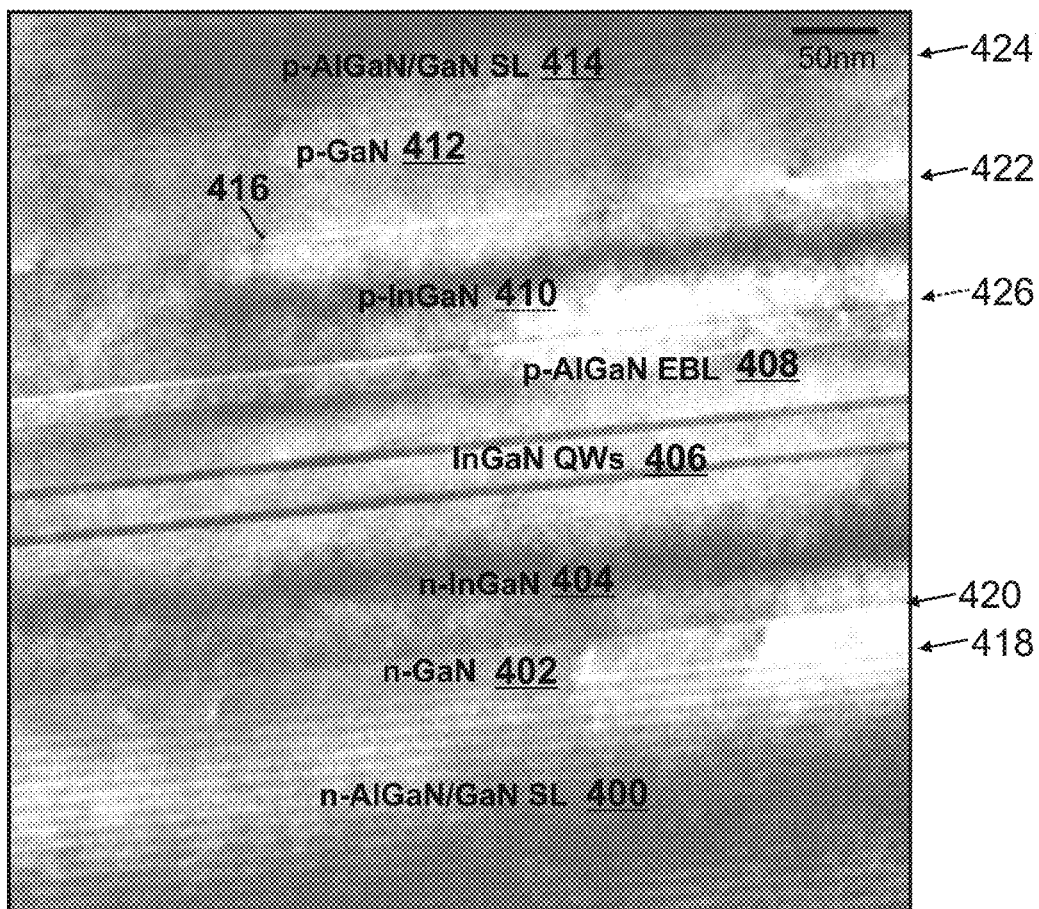 50nm
424
p-AlGaN/GaN SL 414
p-GaN 412
422
416
p-InGaN 410
426
p-AlGaN EBL 408
InGaN QWs 406
n-InGaN 404
420
418
n-GaN 402
n-AlGaN/GaN SL 400